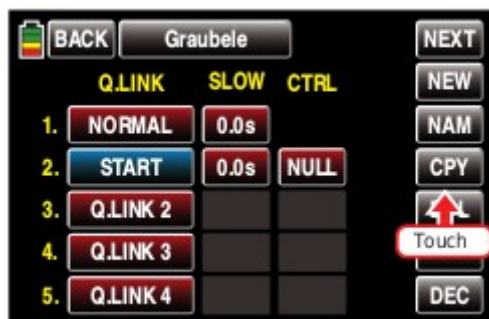 BACK Graubele NEXT
Q.LINK SLOW CTRL NEW
1. NORMAL 0.0s NAM
2. START 0.0s NULL CPY
3. Q.LINK 2
Touch
4. Q.LINK 3
5. Q.LINK 4 DEC